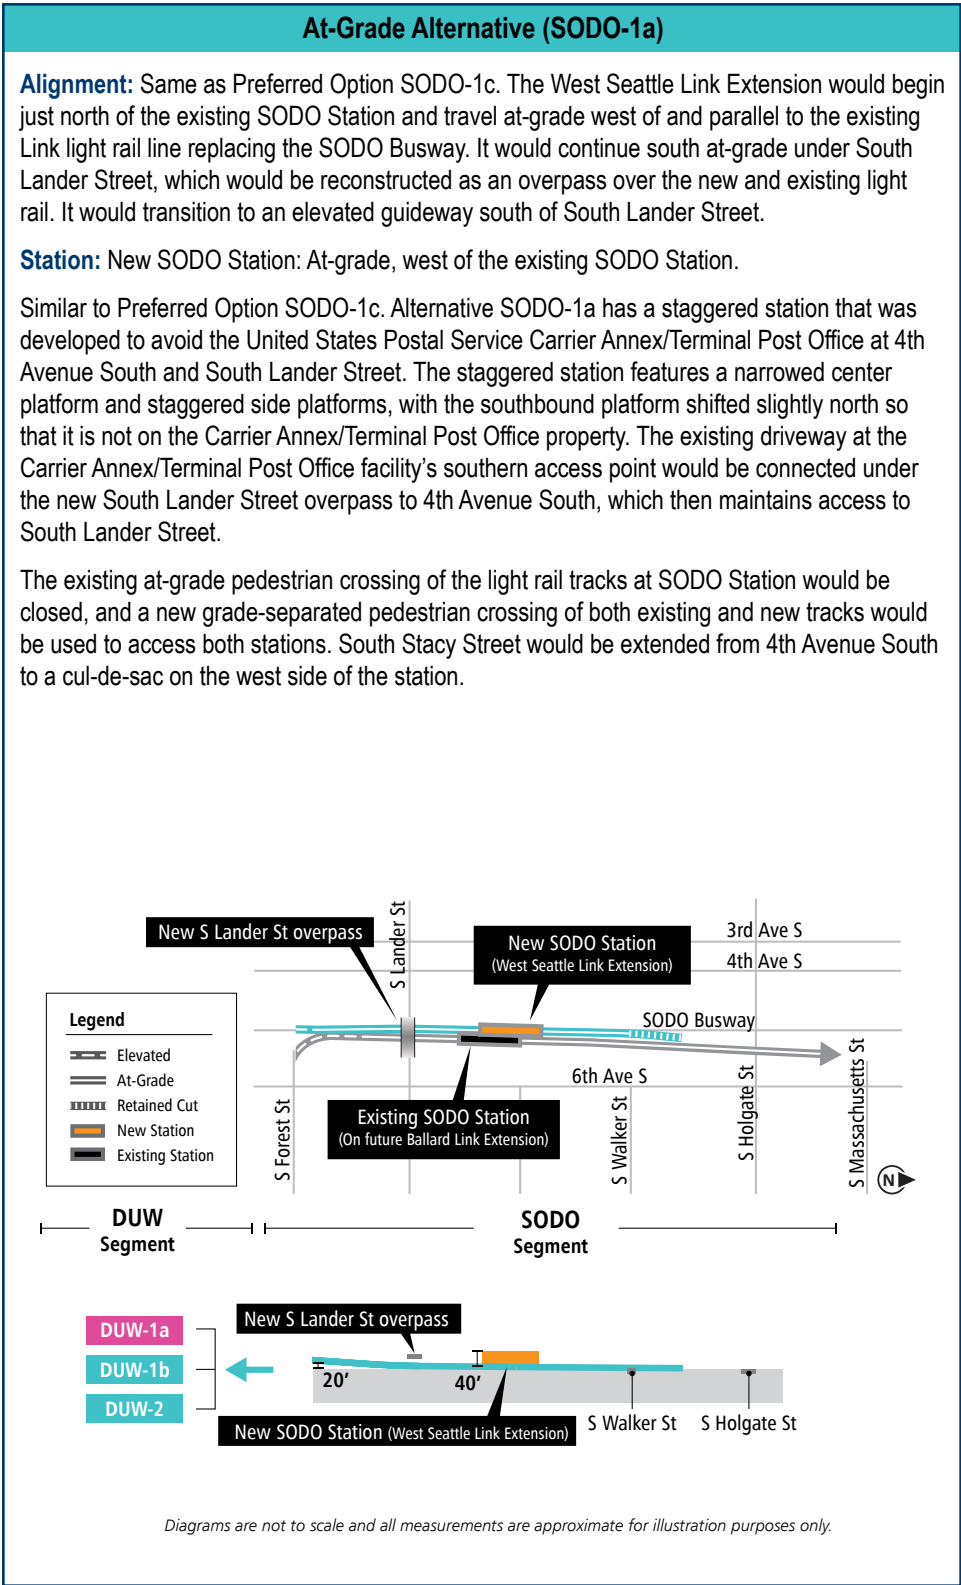 At-Grade Alternative (SODO-1a)
Alignment: Same as Preferred Option SODO-1c. The West Seattle Link Extension would begin
just north of the existing SODO Station and travel at-grade west of and parallel to the existing
Link light rail line replacing the SODO Busway. It would continue south at-grade under South
Lander Street, which would be reconstructed as an overpass over the new and existing light
rail. It would transition to an elevated guideway south of South Lander Street.
Station: New SODO Station: At-grade, west of the existing SODO Station.
Similar to Preferred Option SODO-1c. Alternative SODO-1a has a staggered station that was
developed to avoid the United States Postal Service Carrier Annex/Terminal Post Office at 4th
Avenue South and South Lander Street. The staggered station features a narrowed center
platform and staggered side platforms, with the southbound platform shifted slightly north so
that it is not on the Carrier Annex/Terminal Post Office property. The existing driveway at the
Carrier Annex/Terminal Post Office facility's southern access point would be connected under
the new South Lander Street overpass to 4th Avenue South, which then maintains access to
South Lander Street.
The existing at-grade pedestrian crossing of the light rail tracks at SODO Station would be
closed, and a new grade-separated pedestrian crossing of both existing and new tracks would
be used to access both stations. South Stacy Street would be extended from 4th Avenue South
to a cul-de-sac on the west side of the station.
New S Lander St overpass
S Lander St
New SODO Station
(West Seattle Link Extension)
3rd Ave S
4th Ave S
SODO Busway
Legend
Elevated
At-Grade
Retained Cut
New Station
Existing Station
6th Ave S
Existing SODO Station
(On future Ballard Link Extension)
S Forest St
S Walker St
S Holgate St
S Massachusetts St
N
DUW
Segment
SODO
Segment
DUW-1a
DUW-1b
DUW-2
New S Lander St overpass
20'
40'
New SODO Station (West Seattle Link Extension)
S Walker St
S Holgate St
Diagrams are not to scale and all measurements are approximate for illustration purposes only.